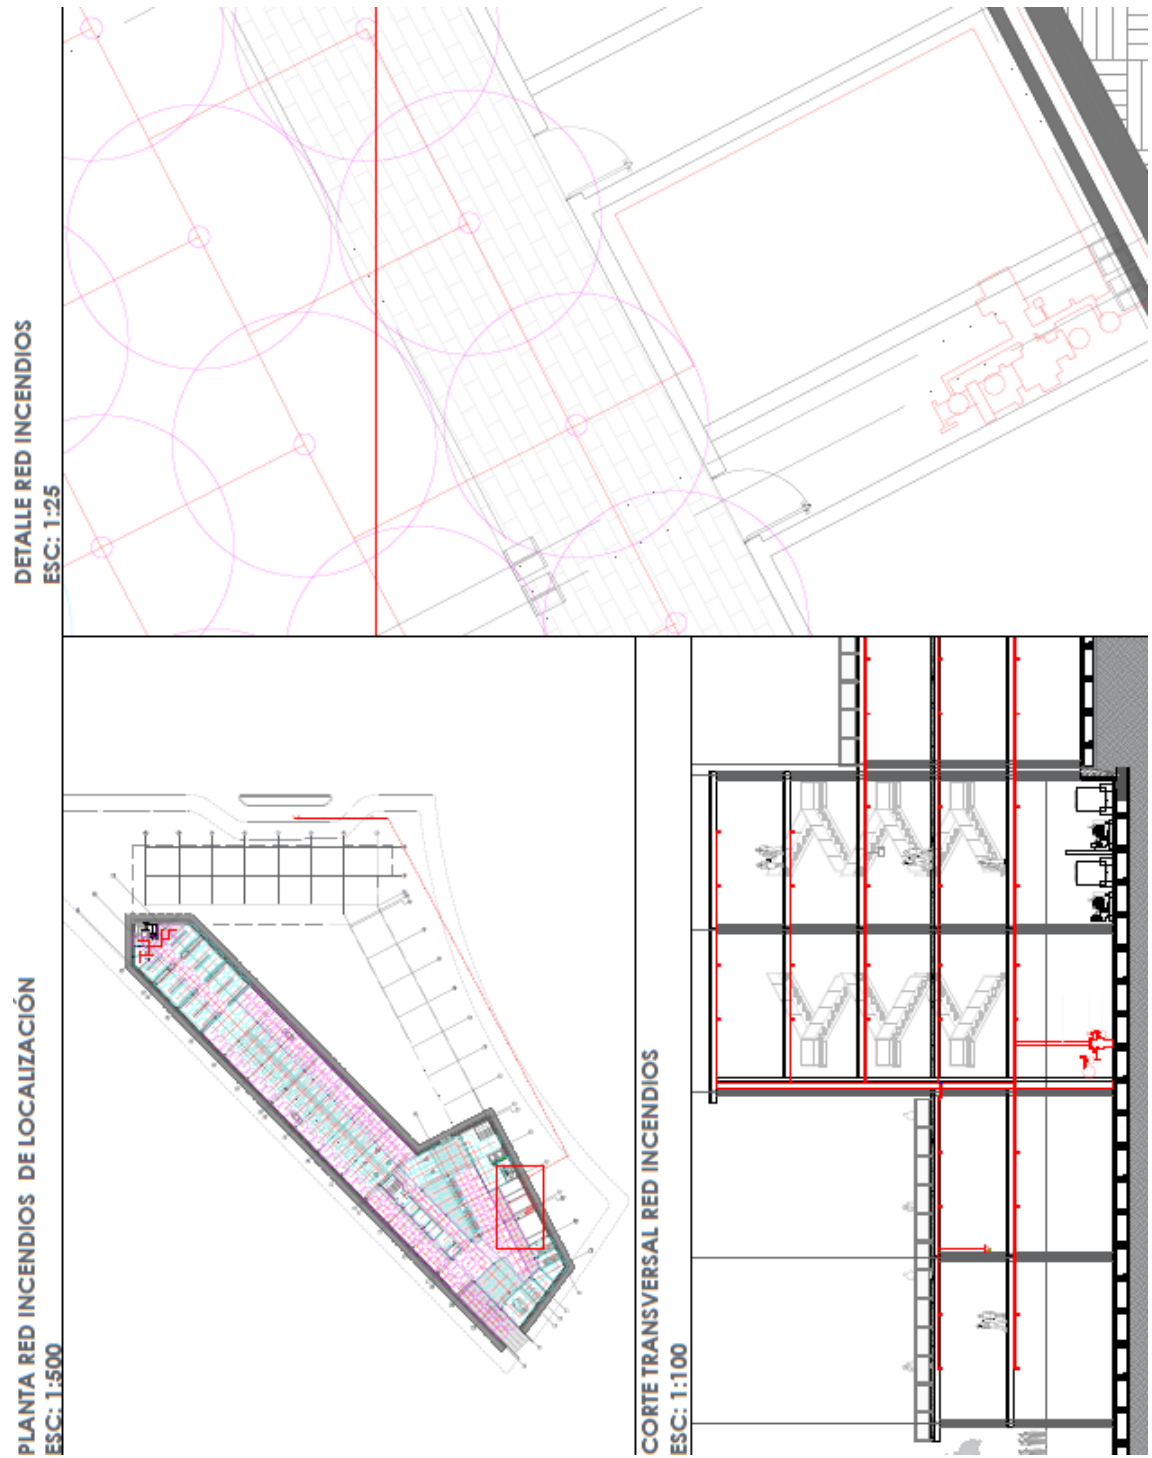 PLANTA RED INCENDIOS DE LOCALIZACIÓN
ESC: 1:500
DETALLE RED INCENDIOS
ESC: 1:25
CORTE TRANSVERSAL RED INCENDIOS
ESC: 1:100